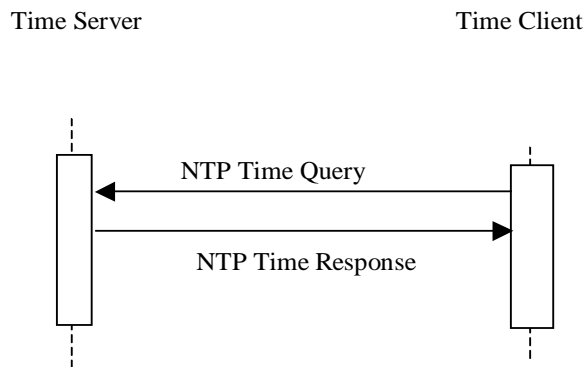 Time Server
Time Client
NTP Time Query
NTP Time Response